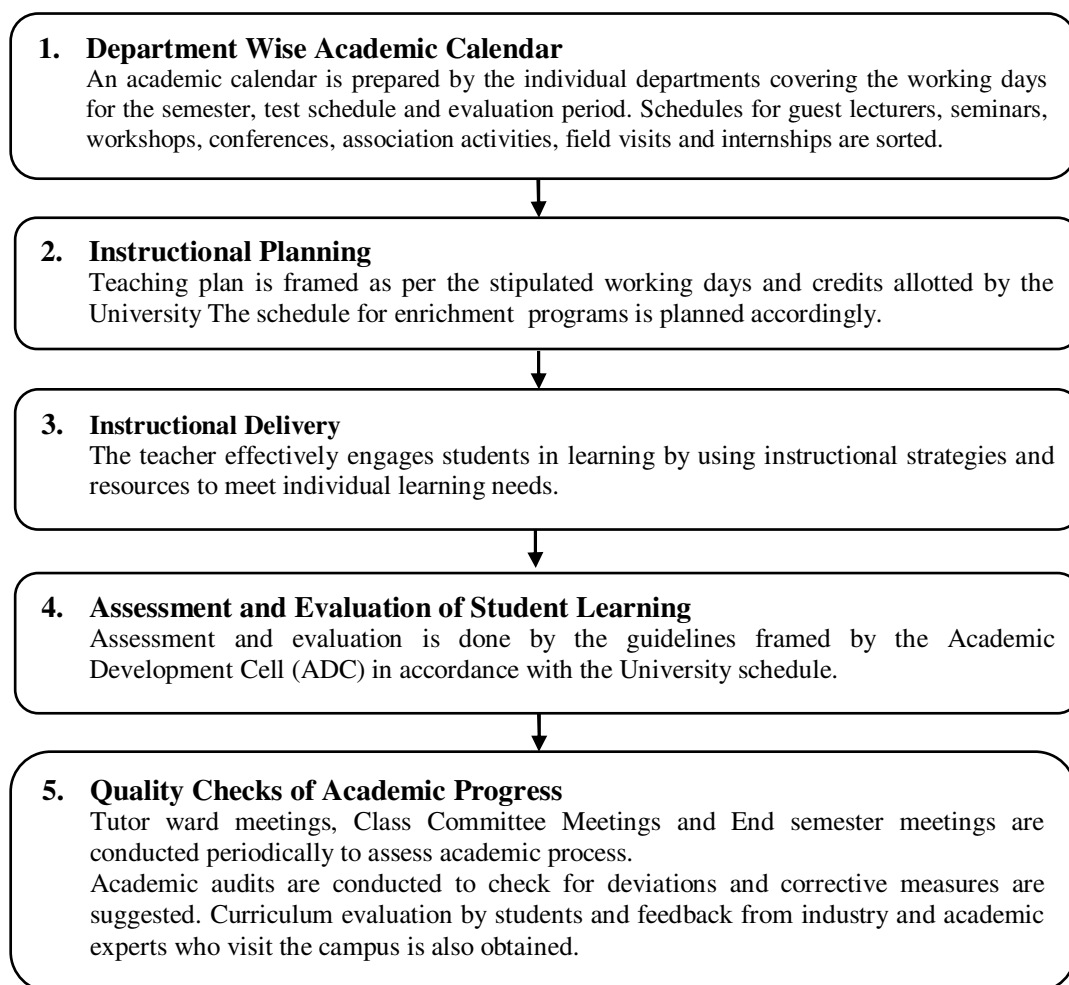 1. Department Wise Academic Calendar
An academic calendar is prepared by the individual departments covering the working days
for the semester, test schedule and evaluation period. Schedules for guest lecturers, seminars,
workshops, conferences, association activities, field visits and internships are sorted.
2. Instructional Planning
Teaching plan is framed as per the stipulated working days and credits allotted by the
University The schedule for enrichment programs is planned accordingly.
3. Instructional Delivery
The teacher effectively engages students in learning by using instructional strategies and
resources to meet individual learning needs.
4. Assessment and Evaluation of Student Learning
Assessment and evaluation is done by the guidelines framed by the Academic
Development Cell (ADC) in accordance with the University schedule.
5. Quality Checks of Academic Progress
Tutor ward meetings, Class Committee Meetings and End semester meetings are
conducted periodically to assess academic process.
Academic audits are conducted to check for deviations and corrective measures are
suggested. Curriculum evaluation by students and feedback from industry and academic
experts who visit the campus is also obtained.